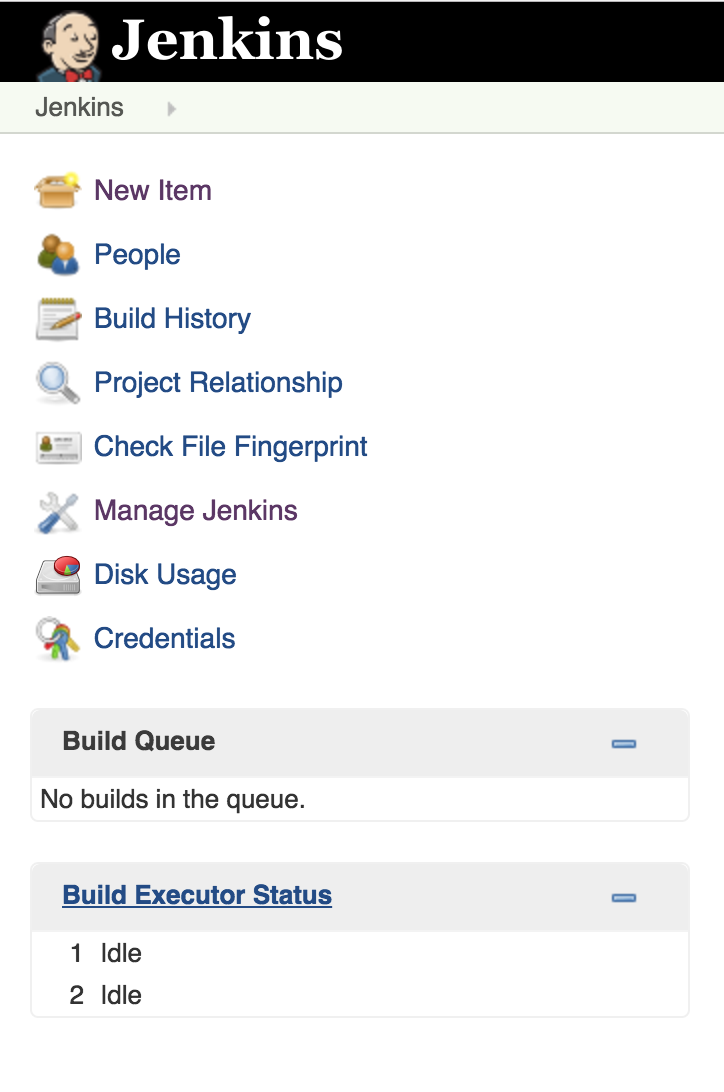 Jenkins
Jenkins
New Item
People
Build History
Project Relationship
Check File Fingerprint
Manage Jenkins
Disk Usage
Credentials
Build Queue
No builds in the queue.
Build Executor Status
1 Idle
2 Idle